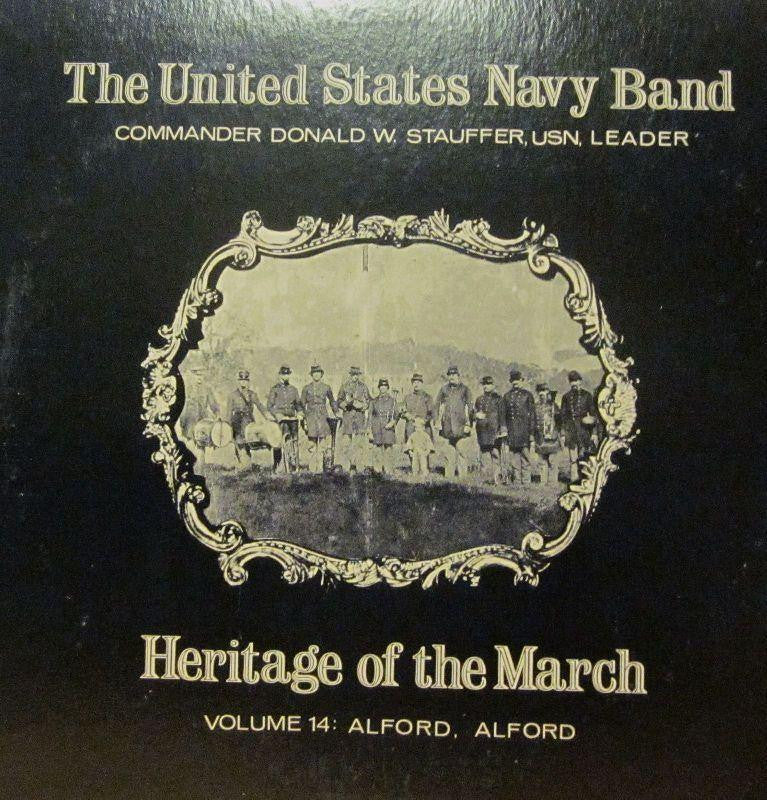 The United States Navy Band
COMMANDER DONALD W. STAUFFER, USN, LEADER
Heritage of the March
VOLUME 14: ALFORD, ALFORD